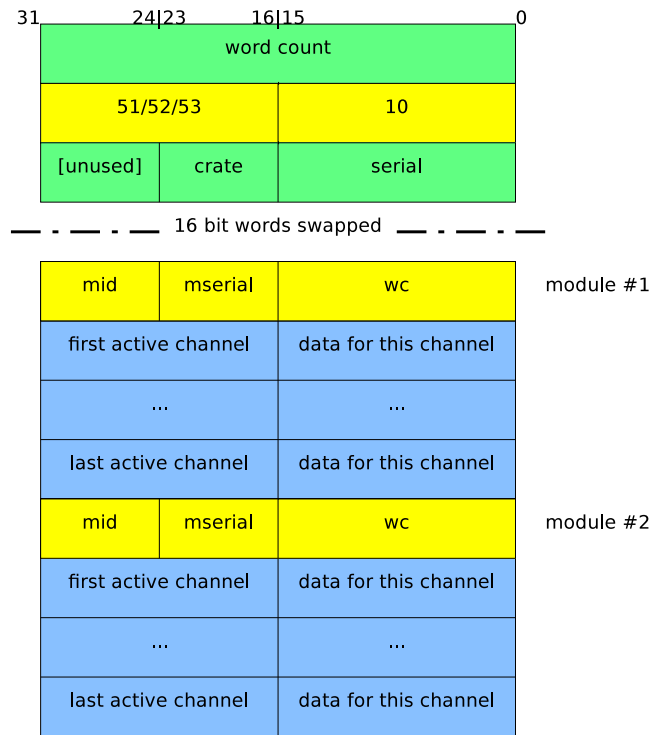 31 24 23 16 15 0
word count
51/52/53 10
[unused] crate serial
16 bit words swapped
mid mserial wc module #1
first active channel data for this channel
... ...
last active channel data for this channel
mid mserial wc module #2
first active channel data for this channel
... ...
last active channel data for this channel